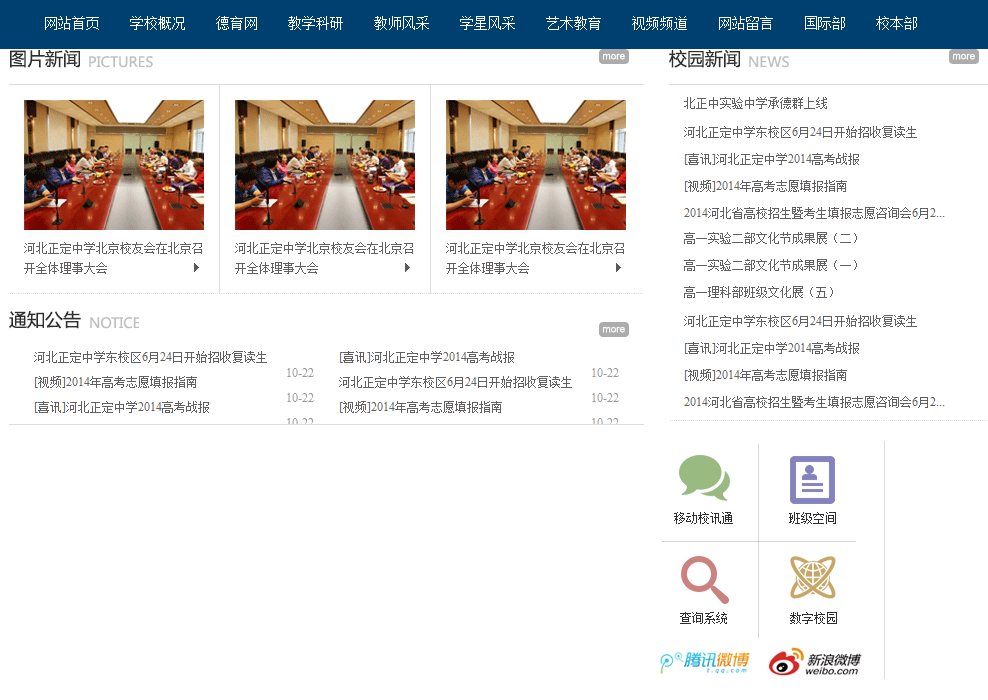 网站首页 学校概况 德育网 教学科研 教师风采 学星风采 艺术教育 视频频道 网站留言 国际部 校本部
图片新闻 PICTURES more
河北正定中学北京校友会在北京召
开全体理事大会
河北正定中学北京校友会在北京召
开全体理事大会
河北正定中学北京校友会在北京召
开全体理事大会
通知公告 NOTICE more
河北正定中学东校区6月24日开始招收复读生 10-22
[视频]2014年高考志愿填报指南 10-22
[喜讯]河北正定中学2014高考战报 10-22
[喜讯]河北正定中学2014高考战报 10-22
河北正定中学东校区6月24日开始招收复读生 10-22
[视频]2014年高考志愿填报指南 10-22
校园新闻 NEWS more
北正中实验中学承德群上线
河北正定中学东校区6月24日开始招收复读生
[喜讯]河北正定中学2014高考战报
[视频]2014年高考志愿填报指南
2014河北省高校招生暨考生填报志愿咨询会6月2...
高一实验二部文化节成果展（二）
高一实验二部文化节成果展（一）
高一理科部班级文化展（五）
河北正定中学东校区6月24日开始招收复读生
[喜讯]河北正定中学2014高考战报
[视频]2014年高考志愿填报指南
2014河北省高校招生暨考生填报志愿咨询会6月2...
移动校讯通 班级空间
查询系统 数字校园
腾讯微博 t.qq.com
新浪微博 weibo.com